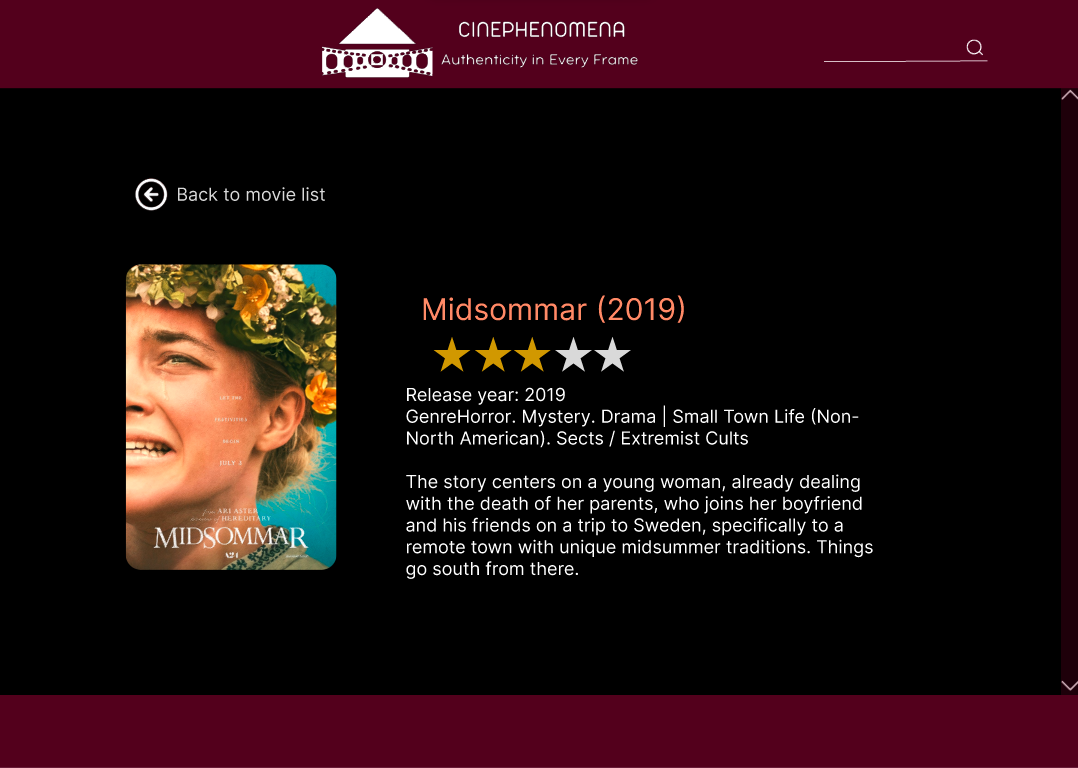 CINEPHENOMENA
Authenticity in Every Frame
Back to movie list
Midsommar (2019)
Release year: 2019
GenreHorror. Mystery. Drama | Small Town Life (Non-
North American). Sects / Extremist Cults
The story centers on a young woman, already dealing
with the death of her parents, who joins her boyfriend
and his friends on a trip to Sweden, specifically to a
remote town with unique midsummer traditions. Things
go south from there.
LET THE
FESTIVITIES
BEGIN
JULY 3
ARI ASTER
HEREDITARY
MIDSOMMAR
A24